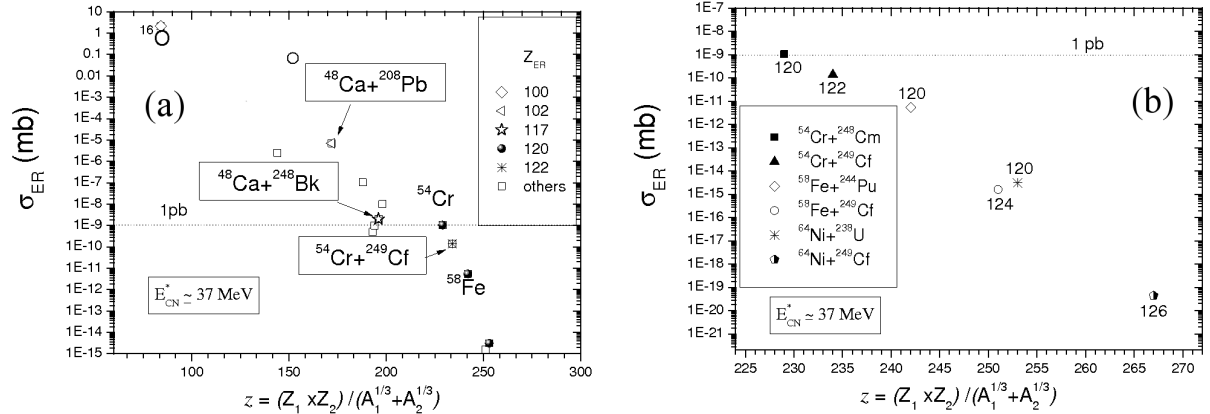 10
1
0.1
0.01
1E-3
1E-4
1E-5
1E-6
1E-7
1E-8
1E-9
1E-10
1E-11
1E-12
1E-13
1E-14
1E-15
σER (mb)
16
(a)
48Ca+208Pb
48Ca+248Bk
54Cr
1pb
54Cr+249Cf
58Fe
E*CN ≃ 37 MeV
ZER
100
102
117
120
122
others
100 150 200 250 300
z = (Z1 xZ2) /(A1^1/3+A2^1/3)
1E-7
1E-8
1E-9
1E-10
1E-11
1E-12
1E-13
1E-14
1E-15
1E-16
1E-17
1E-18
1E-19
1E-20
1E-21
σER (mb)
1 pb
120
122
120
(b)
54Cr+248Cm
54Cr+249Cf
58Fe+244Pu
58Fe+249Cf
64Ni+238U
64Ni+249Cf
120
124
126
E*CN ≃ 37 MeV
225 230 235 240 245 250 255 260 265 270
z = (Z1 xZ2) /(A1^1/3+A2^1/3)